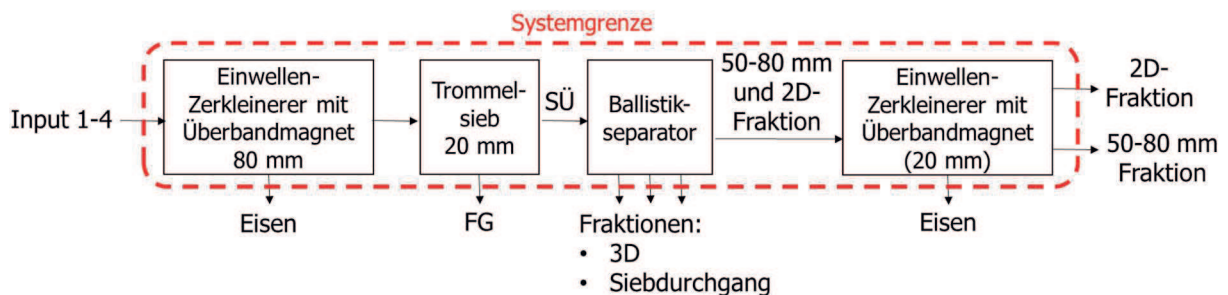 Systemgrenze
Input 1-4
Einwellen-
Zerkleinerer mit
Überbandmagnet
80 mm
Trommel-
sieb
20 mm
SÜ
Ballistik-
separator
50-80 mm
und 2D-
Fraktion
Einwellen-
Zerkleinerer mit
Überbandmagnet
(20 mm)
2D-
Fraktion
50-80 mm
Fraktion
Eisen
FG
Fraktionen:
• 3D
• Siebdurchgang
Eisen